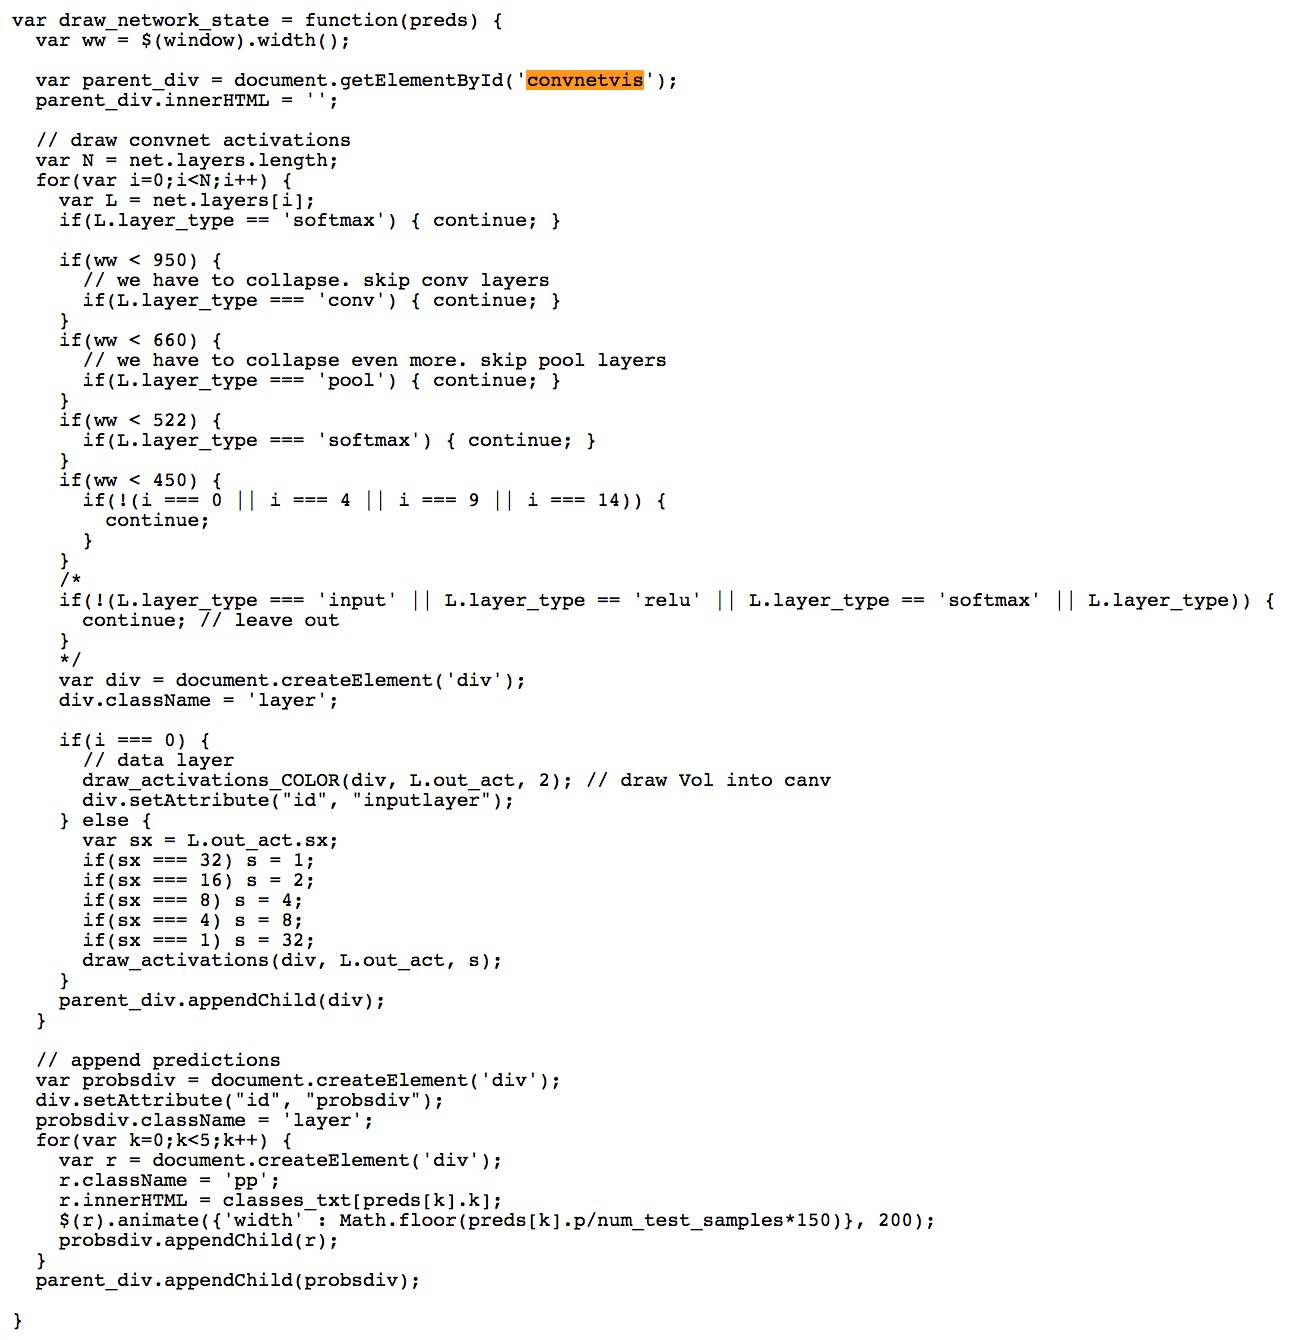 var draw_network_state = function(preds) {
  var ww = $(window).width();

  var parent_div = document.getElementById('convnetvis');
  parent_div.innerHTML = '';

  // draw convnet activations
  var N = net.layers.length;
  for(var i=0;i<N;i++) {
    var L = net.layers[i];
    if(L.layer_type == 'softmax') { continue; }

    if(ww < 950) {
      // we have to collapse. skip conv layers
      if(L.layer_type === 'conv') { continue; }
    }
    if(ww < 660) {
      // we have to collapse even more. skip pool layers
      if(L.layer_type === 'pool') { continue; }
    }
    if(ww < 522) {
      if(L.layer_type === 'softmax') { continue; }
    }
    if(ww < 450) {
      if(!(i === 0 || i === 4 || i === 9 || i === 14)) {
        continue;
      }
    }
    /*
    if(!(L.layer_type === 'input' || L.layer_type == 'relu' || L.layer_type == 'softmax' || L.layer_type)) {
      continue; // leave out
    }
    */
    var div = document.createElement('div');
    div.className = 'layer';

    if(i === 0) {
      // data layer
      draw_activations_COLOR(div, L.out_act, 2); // draw Vol into canv
      div.setAttribute("id", "inputlayer");
    } else {
      var sx = L.out_act.sx;
      if(sx === 32) s = 1;
      if(sx === 16) s = 2;
      if(sx === 8) s = 4;
      if(sx === 4) s = 8;
      if(sx === 1) s = 32;
      draw_activations(div, L.out_act, s);
    }
    parent_div.appendChild(div);
  }

  // append predictions
  var probsdiv = document.createElement('div');
  div.setAttribute("id", "probsdiv");
  probsdiv.className = 'layer';
  for(var k=0;k<5;k++) {
    var r = document.createElement('div');
    r.className = 'pp';
    r.innerHTML = classes_txt[preds[k].k];
    $(r).animate({'width' : Math.floor(preds[k].p/num_test_samples*150)}, 200);
    probsdiv.appendChild(r);
  }
  parent_div.appendChild(probsdiv);

}